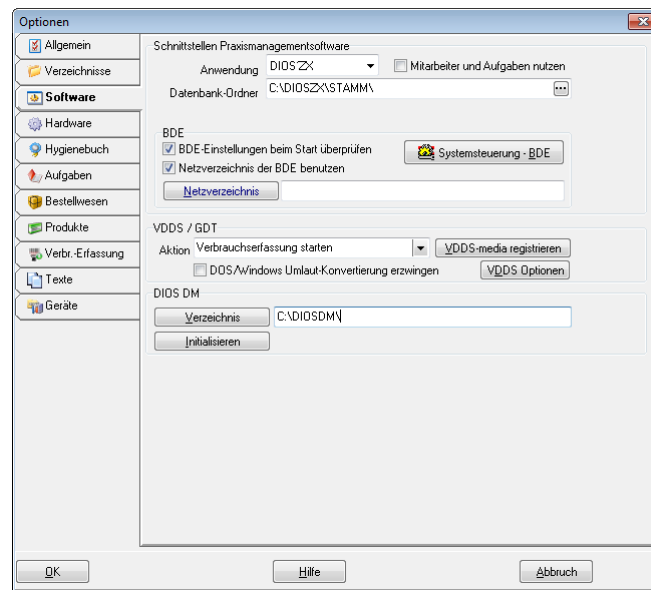 Optionen
Allgemein
Verzeichnisse
Software
Hardware
Hygienebuch
Aufgaben
Bestellwesen
Produkte
Verbr.-Erfassung
Texte
Geräte
Schnittstellen Praxismanagementsoftware
Anwendung DIOS ZX Mitarbeiter und Aufgaben nutzen
Datenbank-Ordner C:\DIOSZX\STAMM\ ...
BDE
BDE-Einstellungen beim Start überprüfen Systemsteuerung - BDE
Netzverzeichnis der BDE benutzen
Netzverzeichnis
VDDS / GDT
Aktion Verbrauchserfassung starten VDDS-media registrieren
DOS/Windows Umlaut-Konvertierung erzwingen VDDS Optionen
DIOS DM
Verzeichnis C:\DIOSDM\
Initialisieren
OK Hilfe Abbruch